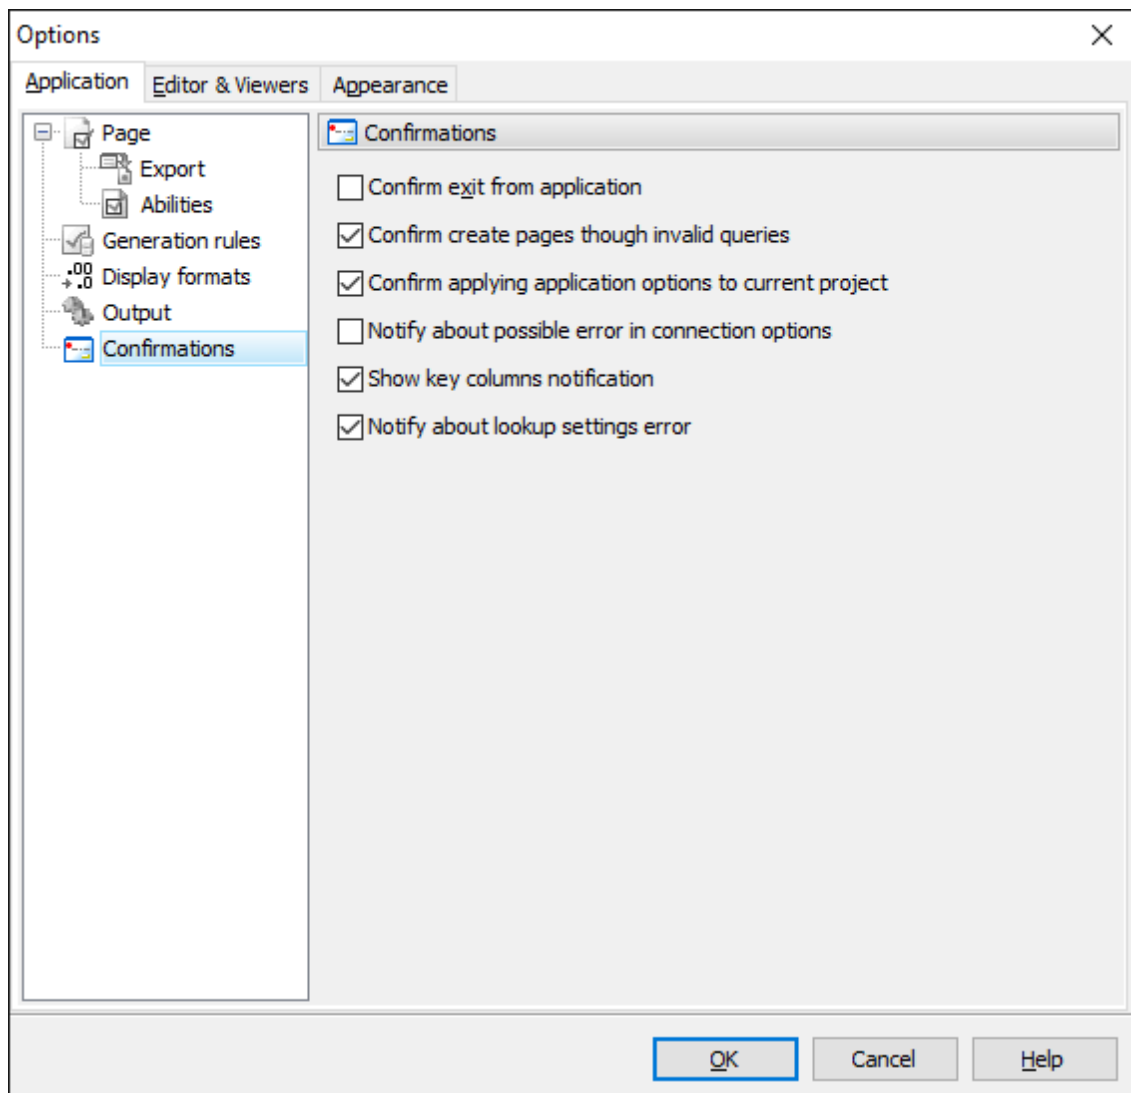 Options
Application
Editor & Viewers
Appearance
Page
Export
Abilities
Generation rules
Display formats
Output
Confirmations
Confirmations
Confirm exit from application
Confirm create pages though invalid queries
Confirm applying application options to current project
Notify about possible error in connection options
Show key columns notification
Notify about lookup settings error
OK
Cancel
Help